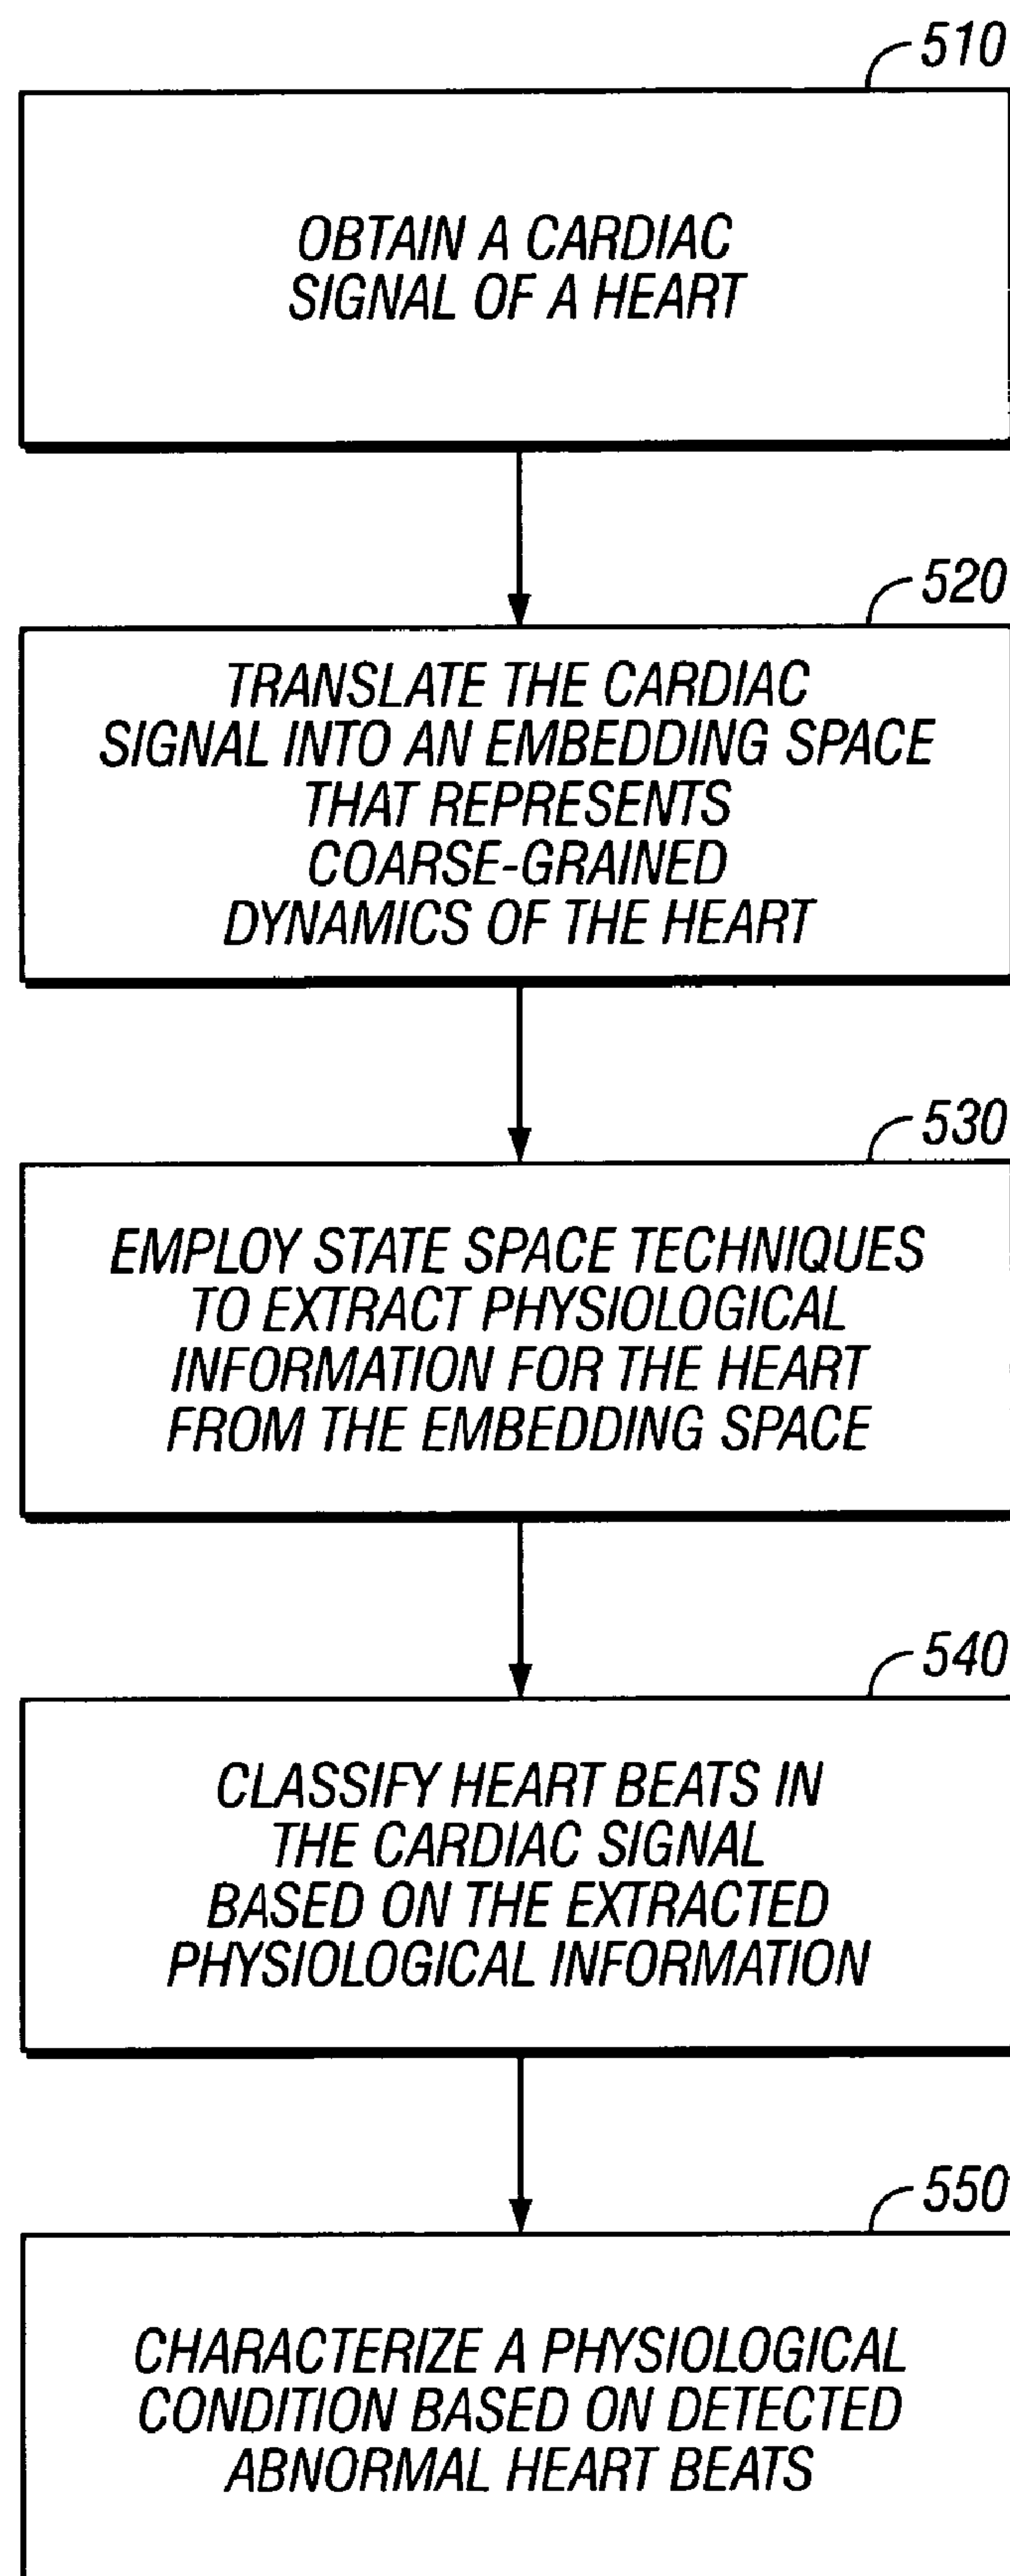 510
OBTAIN A CARDIAC
SIGNAL OF A HEART
520
TRANSLATE THE CARDIAC
SIGNAL INTO AN EMBEDDING SPACE
THAT REPRESENTS
COARSE-GRAINED
DYNAMICS OF THE HEART
530
EMPLOY STATE SPACE TECHNIQUES
TO EXTRACT PHYSIOLOGICAL
INFORMATION FOR THE HEART
FROM THE EMBEDDING SPACE
540
CLASSIFY HEART BEATS IN
THE CARDIAC SIGNAL
BASED ON THE EXTRACTED
PHYSIOLOGICAL INFORMATION
550
CHARACTERIZE A PHYSIOLOGICAL
CONDITION BASED ON DETECTED
ABNORMAL HEART BEATS